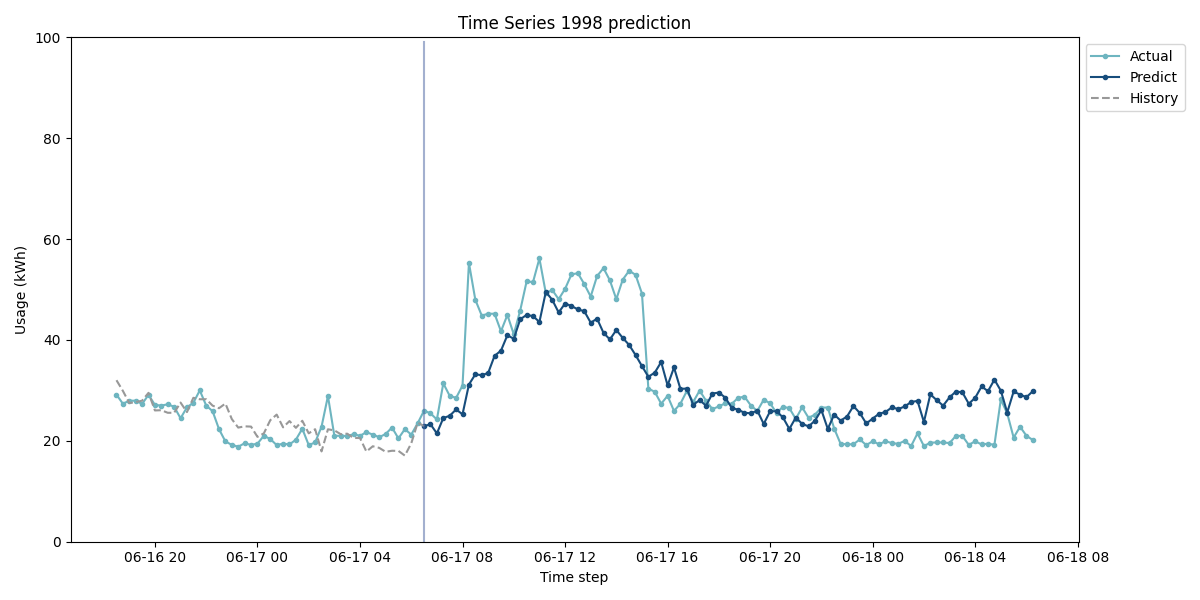 Time Series 1998 prediction
Usage (kWh)
100
80
60
40
20
0
06-16 20
06-17 00
06-17 04
06-17 08
06-17 12
06-17 16
06-17 20
06-18 00
06-18 04
06-18 08
Time step
Actual
Predict
History